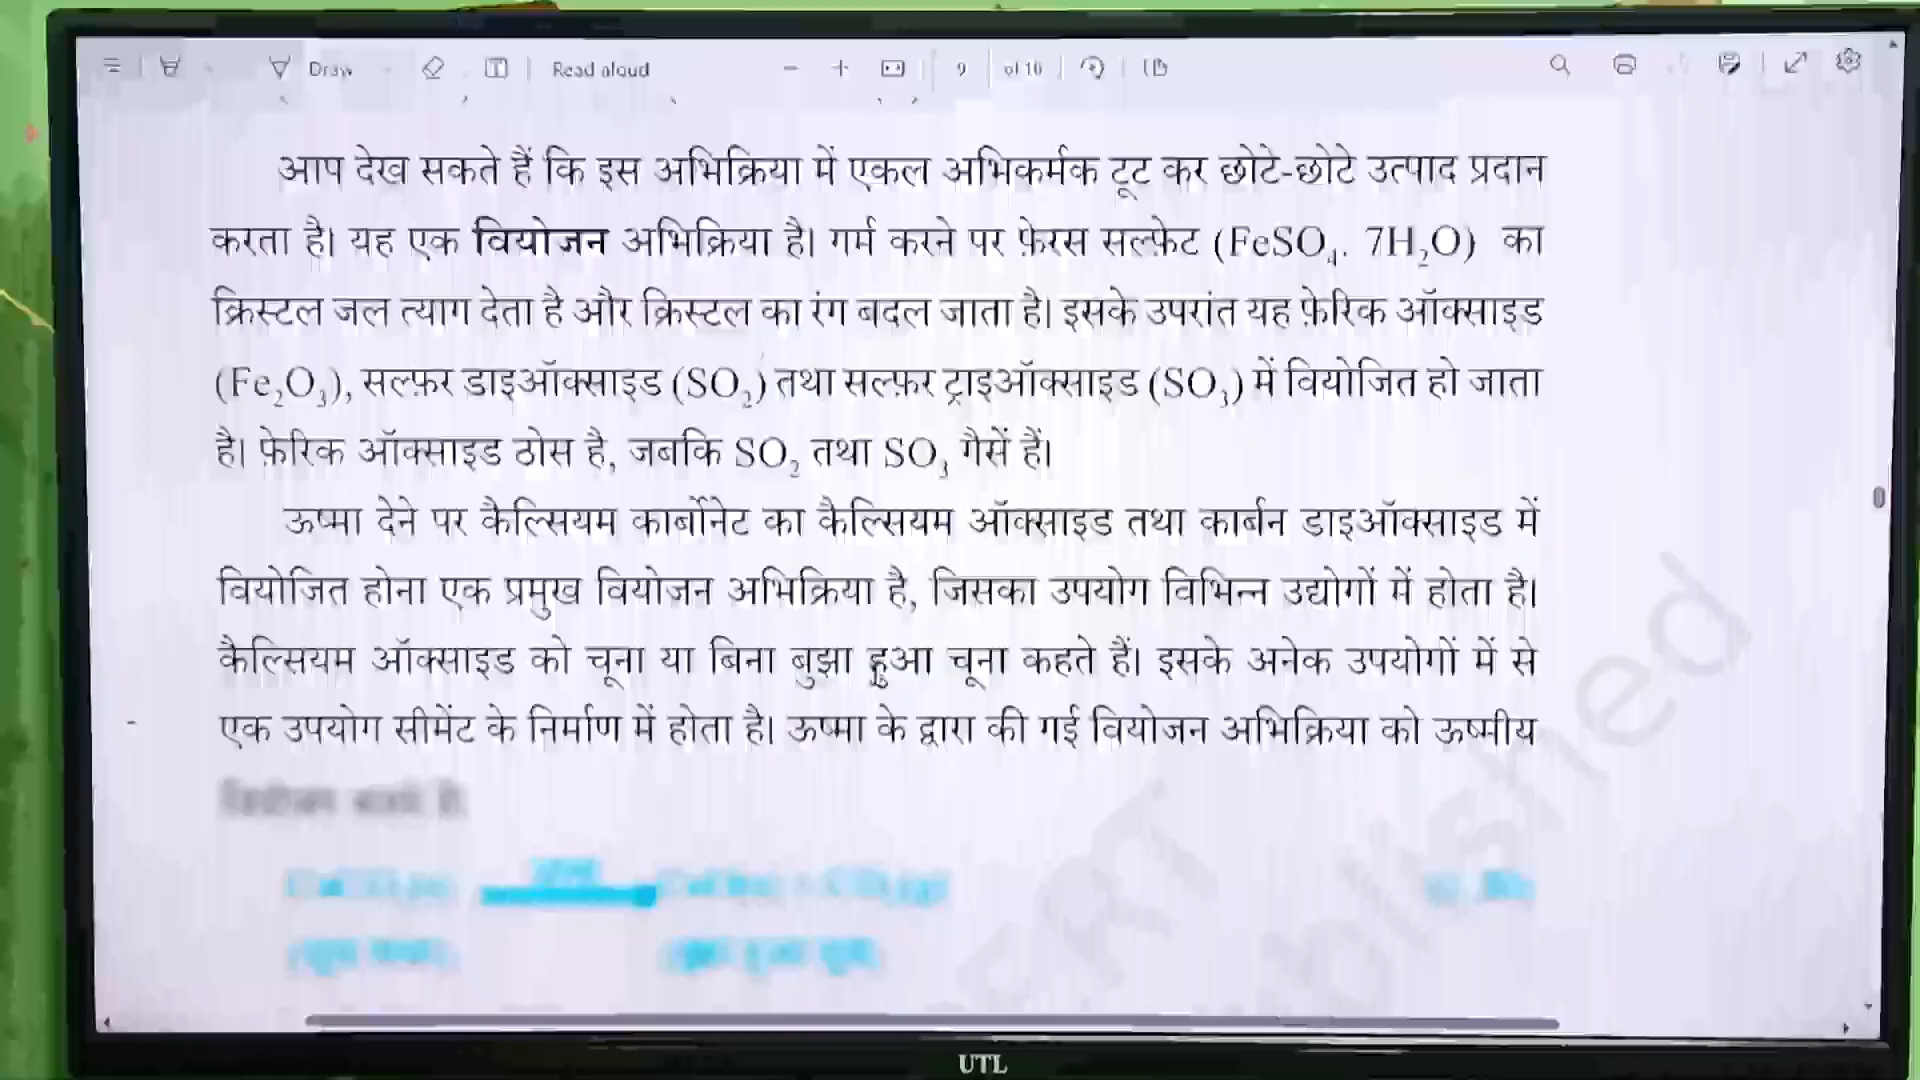 Draw
Read aloud
9
of 10
आप देख सकते हैं कि इस अभिक्रिया में एकल अभिकर्मक टूट कर छोटे-छोटे उत्पाद प्रदान
करता है। यह एक वियोजन अभिक्रिया है। गर्म करने पर फ़ेरस सल्फ़ेट (FeSO₄. 7H₂O) का
क्रिस्टल जल त्याग देता है और क्रिस्टल का रंग बदल जाता है। इसके उपरांत यह फ़ेरिक ऑक्साइड
(Fe₂O₃), सल्फ़र डाइऑक्साइड (SO₂) तथा सल्फ़र ट्राइऑक्साइड (SO₃) में वियोजित हो जाता
है। फ़ेरिक ऑक्साइड ठोस है, जबकि SO₂ तथा SO₃ गैसें हैं।
ऊष्मा देने पर कैल्सियम कार्बोनेट का कैल्सियम ऑक्साइड तथा कार्बन डाइऑक्साइड में
वियोजित होना एक प्रमुख वियोजन अभिक्रिया है, जिसका उपयोग विभिन्न उद्योगों में होता है।
कैल्सियम ऑक्साइड को चूना या बिना बुझा हुआ चूना कहते हैं। इसके अनेक उपयोगों में से
एक उपयोग सीमेंट के निर्माण में होता है। ऊष्मा के द्वारा की गई वियोजन अभिक्रिया को ऊष्मीय
UTL